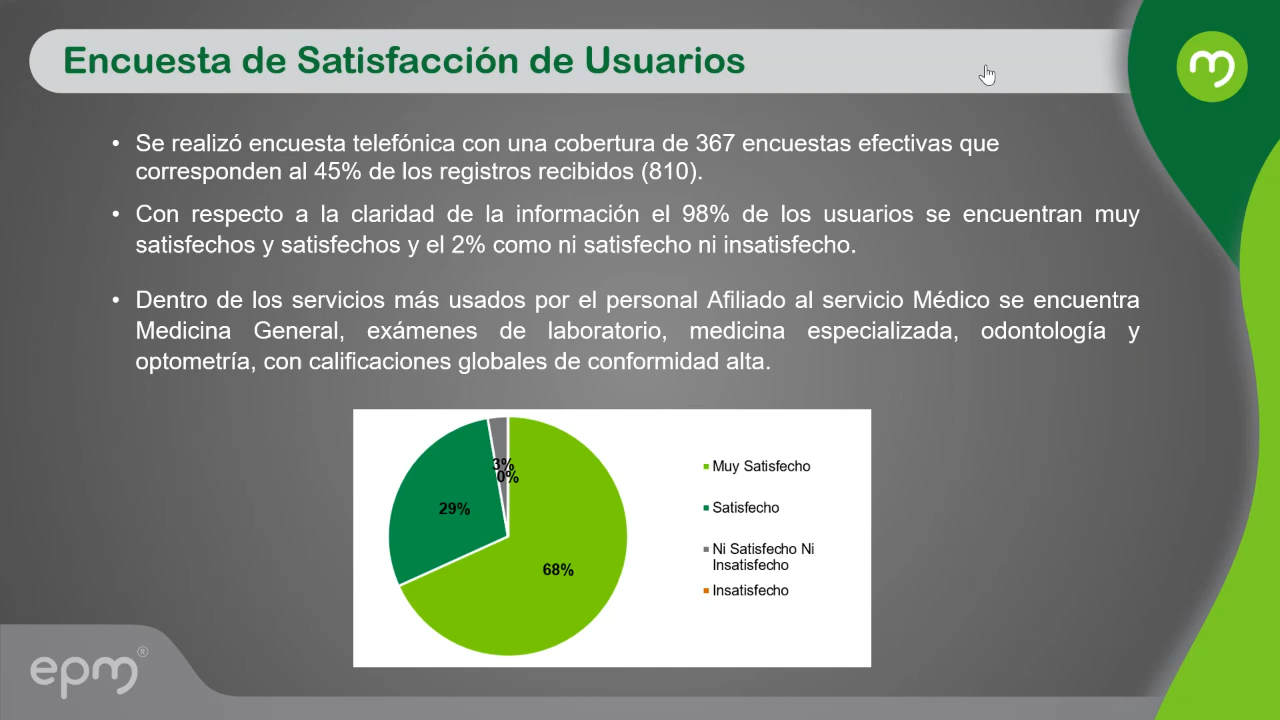 Encuesta de Satisfacción de Usuarios
• Se realizó encuesta telefónica con una cobertura de 367 encuestas efectivas que
corresponden al 45% de los registros recibidos (810).
• Con respecto a la claridad de la información el 98% de los usuarios se encuentran muy
satisfechos y satisfechos y el 2% como ni satisfecho ni insatisfecho.
• Dentro de los servicios más usados por el personal Afiliado al servicio Médico se encuentra
Medicina General, exámenes de laboratorio, medicina especializada, odontología y
optometría, con calificaciones globales de conformidad alta.
3%
0%
29%
68%
Muy Satisfecho
Satisfecho
Ni Satisfecho Ni
Insatisfecho
Insatisfecho
epm®